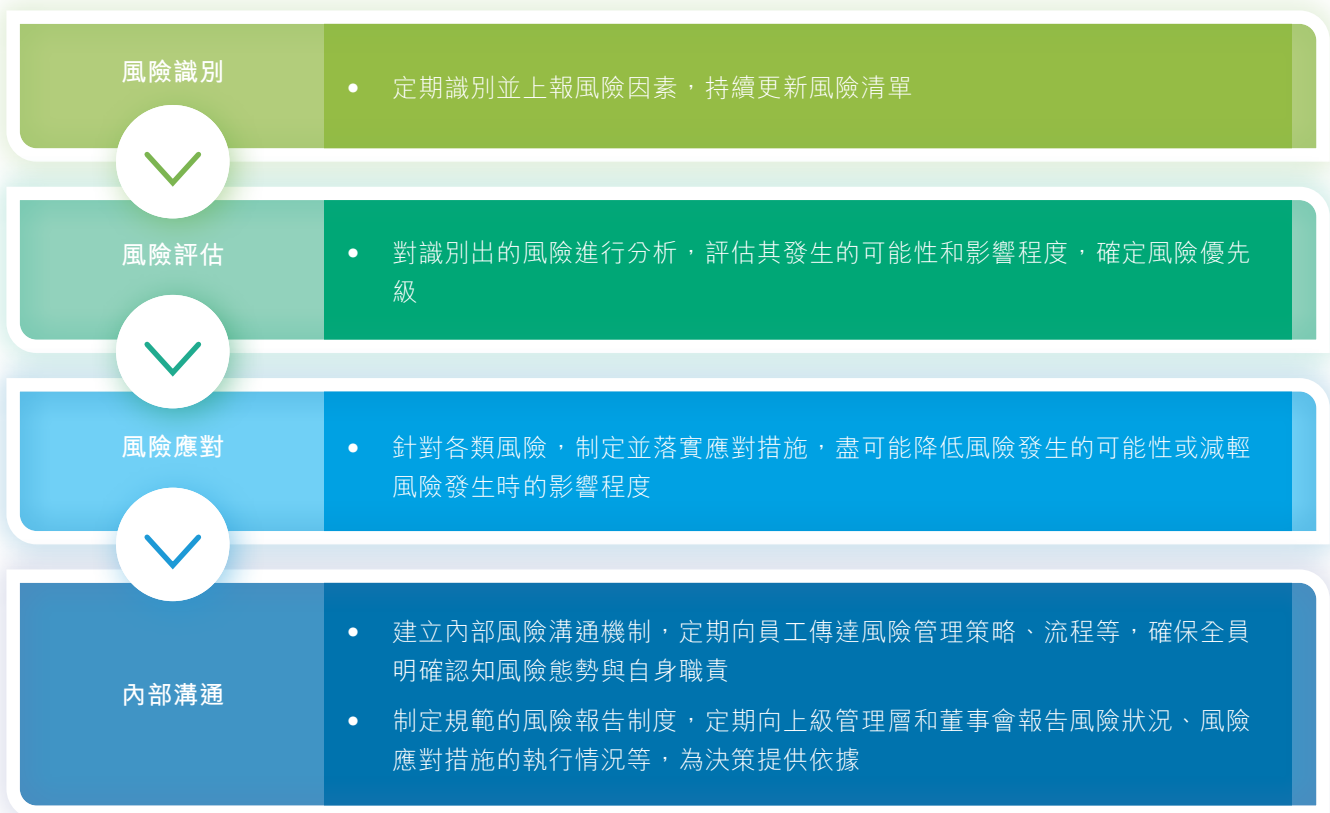 風險識別
• 定期識別並上報風險因素，持續更新風險清單
風險評估
• 對識別出的風險進行分析，評估其發生的可能性和影響程度，確定風險優先
級
風險應對
• 針對各類風險，制定並落實應對措施，盡可能降低風險發生的可能性或減輕
風險發生時的影響程度
內部溝通
• 建立內部風險溝通機制，定期向員工傳達風險管理策略、流程等，確保全員
明確認知風險態勢與自身職責
• 制定規範的風險報告制度，定期向上級管理層和董事會報告風險狀況、風險
應對措施的執行情況等，為決策提供依據